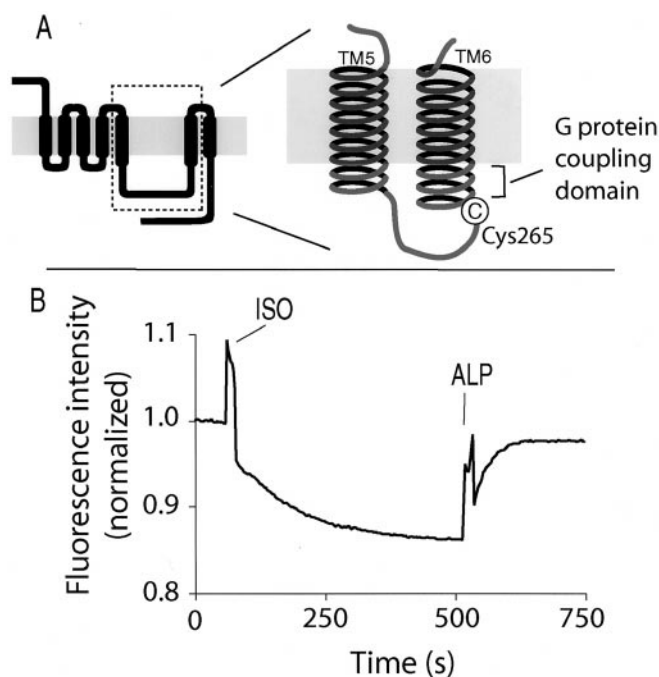 A
TM5
TM6
G protein
coupling
domain
C
Cys265
B
ISO
ALP
Fluorescence intensity
(normalized)
1.1
1.0
0.9
0.8
0
250
500
750
Time (s)